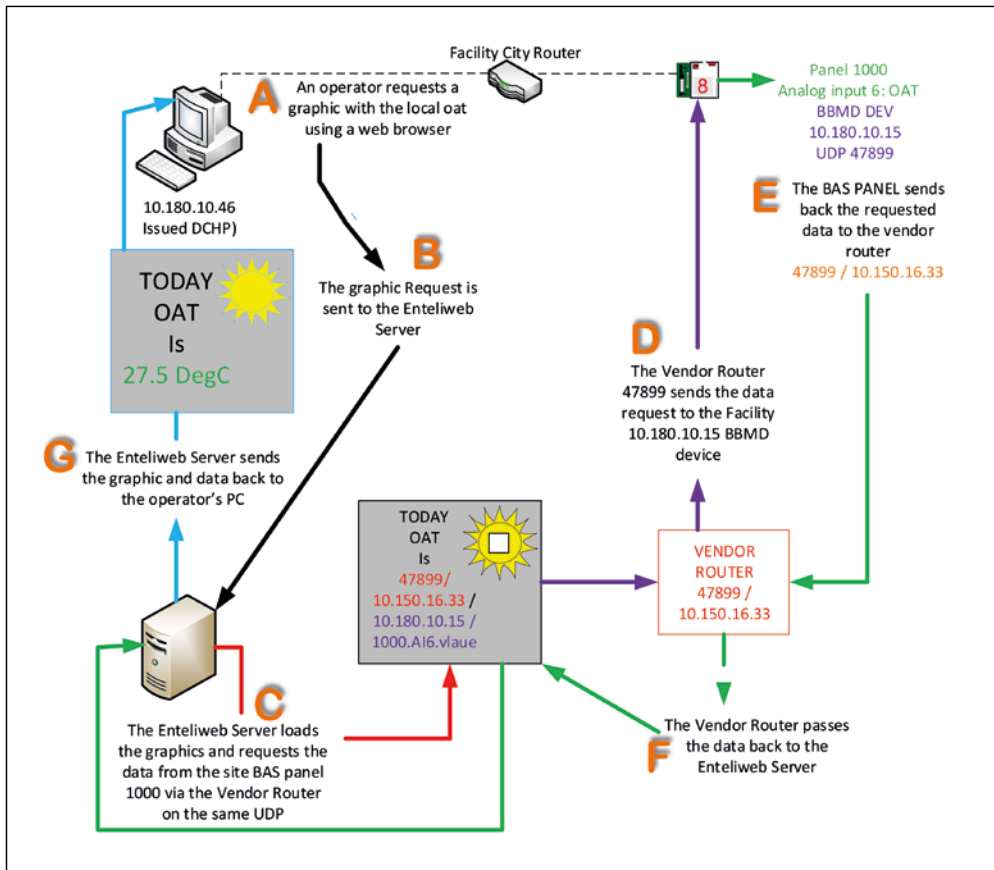 Facility City Router
A
An operator requests a
graphic with the local oat
using a web browser
8
Panel 1000
Analog input 6: OAT
BBMD DEV
10.180.10.15
UDP 47899
10.180.10.46
Issued DCHP)
E
The BAS PANEL sends
back the requested
data to the vendor
router
47899 / 10.150.16.33
B
The graphic Request is
sent to the Enteliweb
Server
TODAY
OAT
Is
27.5 DegC
D
The Vendor Router
47899 sends the data
request to the Facility
10.180.10.15 BBMD
device
G
The Enteliweb Server sends
the graphic and data back to
the operator's PC
TODAY
OAT
Is
47899/
10.150.16.33 /
10.180.10.15 /
1000.AI6.vlaue
VENDOR
ROUTER
47899 /
10.150.16.33
C
The Enteliweb Server loads
the graphics and requests the
data from the site BAS panel
1000 via the Vendor Router
on the same UDP
F
The Vendor Router passes
the data back to the
Enteliweb Server